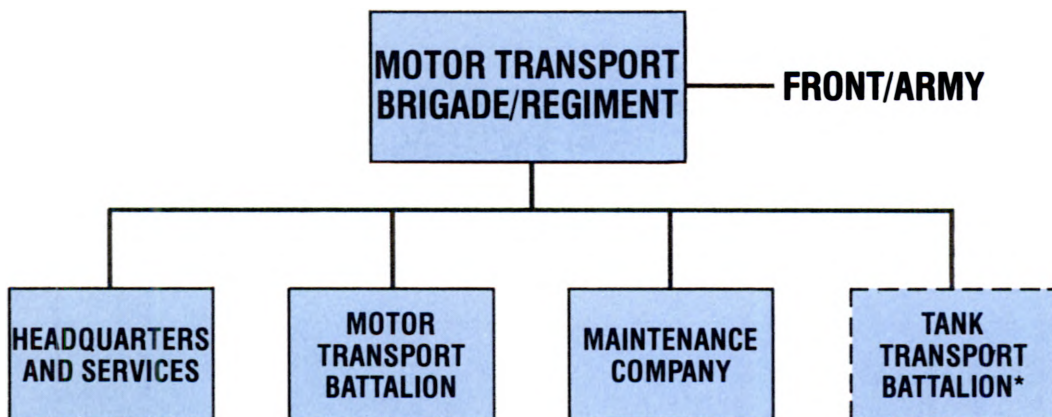 MOTOR TRANSPORT
BRIGADE/REGIMENT
FRONT/ARMY
HEADQUARTERS
AND SERVICES
MOTOR
TRANSPORT
BATTALION
MAINTENANCE
COMPANY
TANK
TRANSPORT
BATTALION*